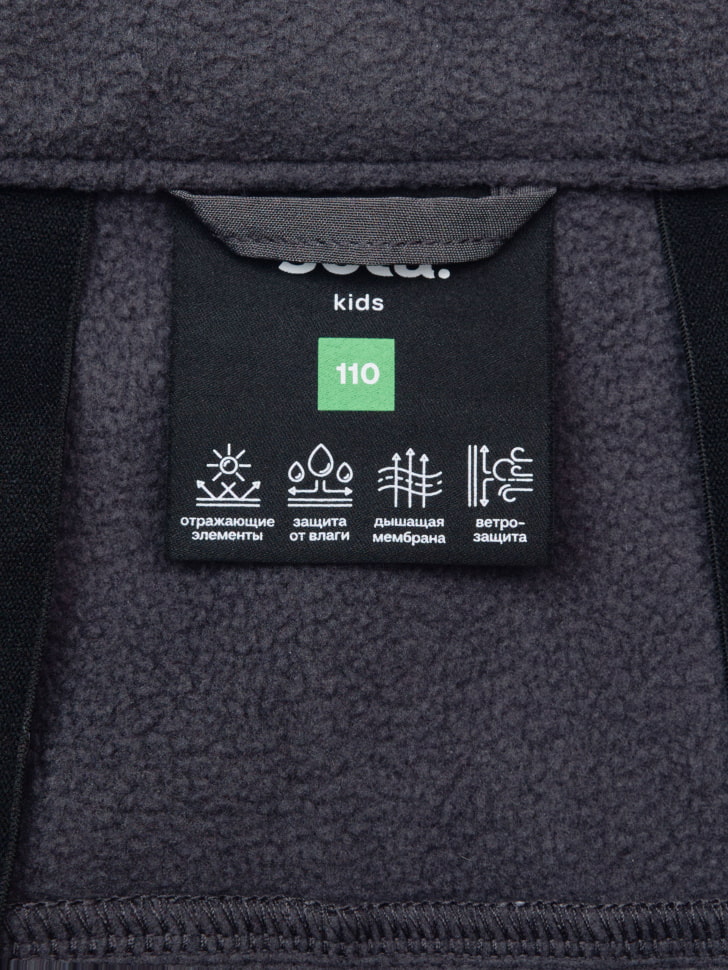 kids
110
отражающие
элементы
защита
от влаги
дышащая
мембрана
ветро-
защита